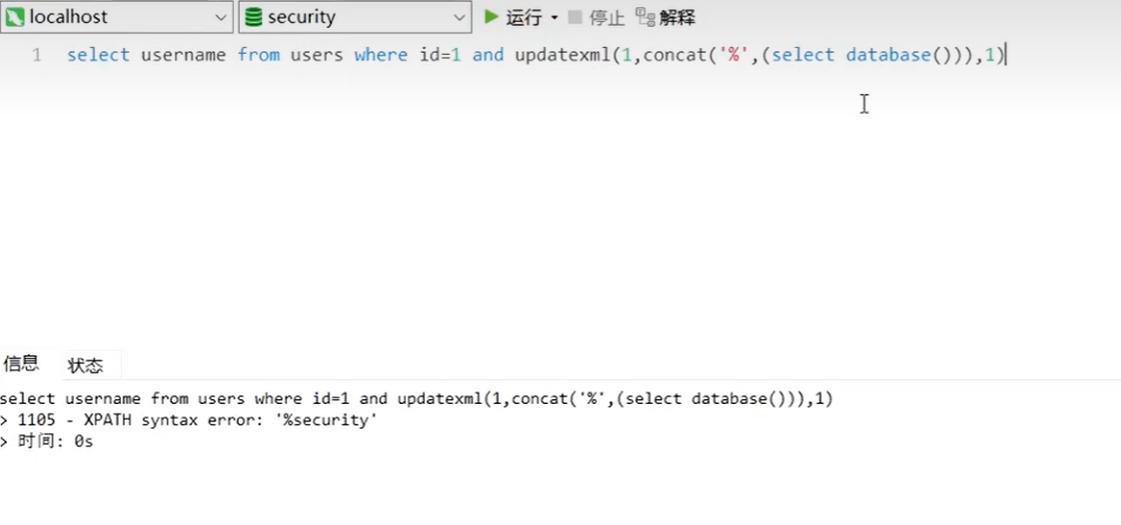 localhost security 运行 停止 解释
1 select username from users where id=1 and updatexml(1,concat('%',(select database())),1)
信息 状态
select username from users where id=1 and updatexml(1,concat('%',(select database())),1)
> 1105 - XPATH syntax error: '%security'
> 时间: 0s